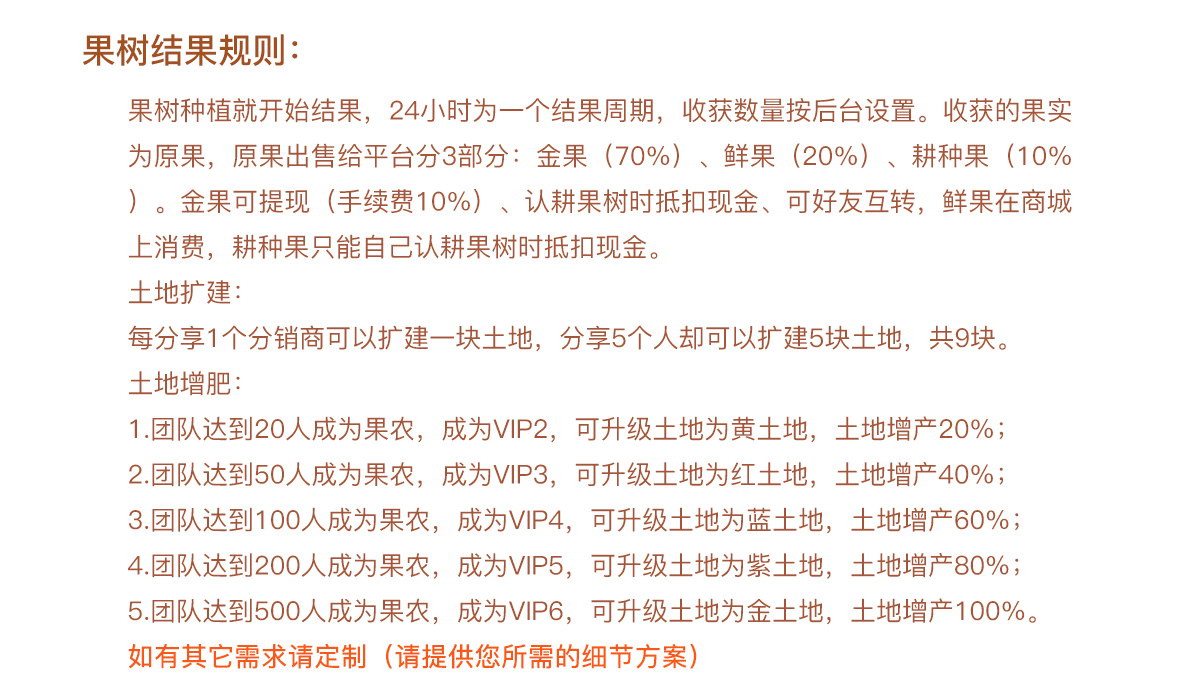 果树结果规则：
果树种植就开始结果，24小时为一个结果周期，收获数量按后台设置。收获的果实
为原果，原果出售给平台分3部分：金果（70%）、鲜果（20%）、耕种果（10%
）。金果可提现（手续费10%）、认耕果树时抵扣现金、可好友互转，鲜果在商城
上消费，耕种果只能自己认耕果树时抵扣现金。
土地扩建：
每分享1个分销商可以扩建一块土地，分享5个人却可以扩建5块土地，共9块。
土地增肥：
1.团队达到20人成为果农，成为VIP2，可升级土地为黄土地，土地增产20%；
2.团队达到50人成为果农，成为VIP3，可升级土地为红土地，土地增产40%；
3.团队达到100人成为果农，成为VIP4，可升级土地为蓝土地，土地增产60%；
4.团队达到200人成为果农，成为VIP5，可升级土地为紫土地，土地增产80%；
5.团队达到500人成为果农，成为VIP6，可升级土地为金土地，土地增产100%。
如有其它需求请定制（请提供您所需的细节方案）